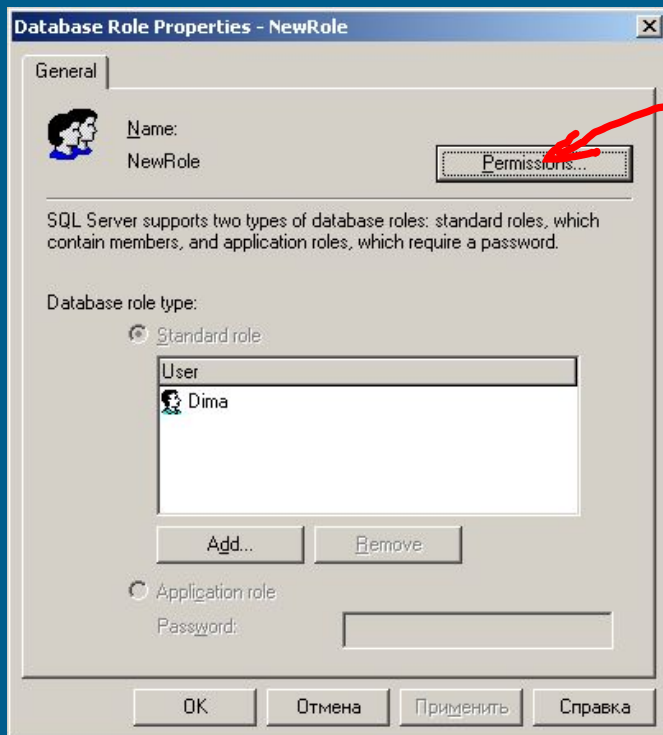 Database Role Properties - NewRole
General
Name:
NewRole
Permissions...
SQL Server supports two types of database roles: standard roles, which
contain members, and application roles, which require a password.
Database role type:
Standard role
User
Dima
Add...
Remove
Application role
Password:
OK
Отмена
Применить
Справка